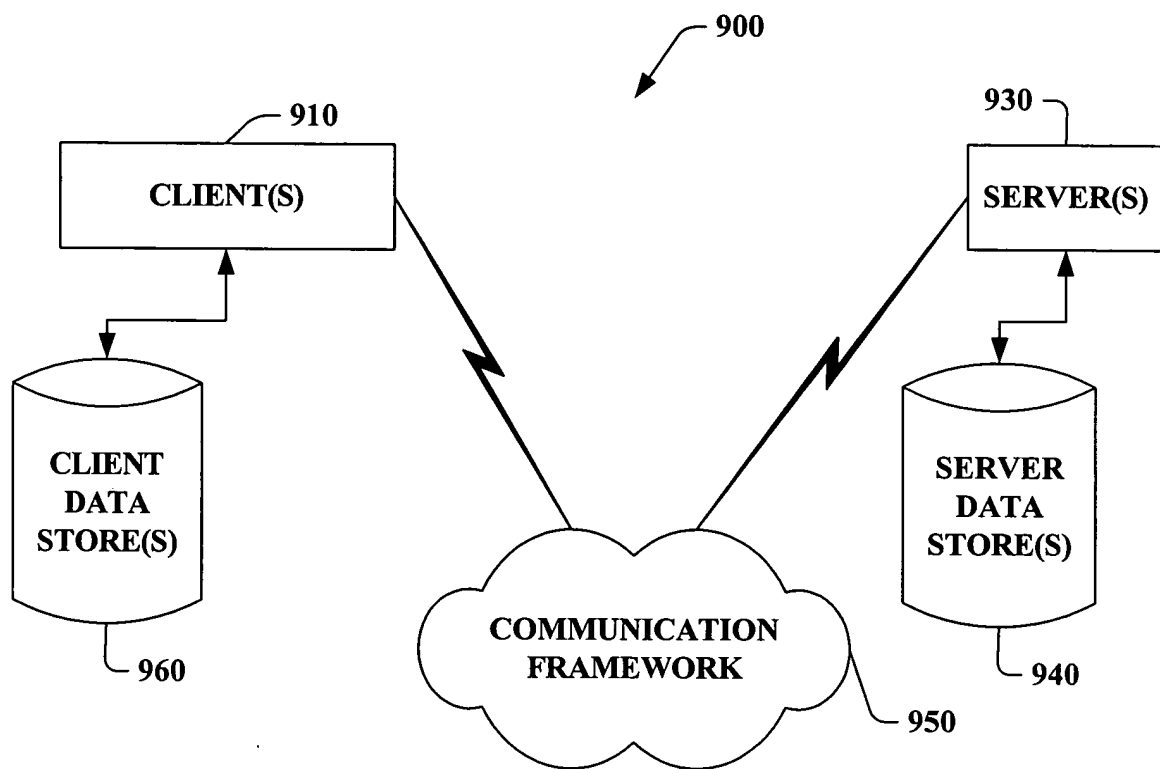 900
910
930
CLIENT(S)
SERVER(S)
CLIENT
DATA
STORE(S)
SERVER
DATA
STORE(S)
COMMUNICATION
FRAMEWORK
960
940
950